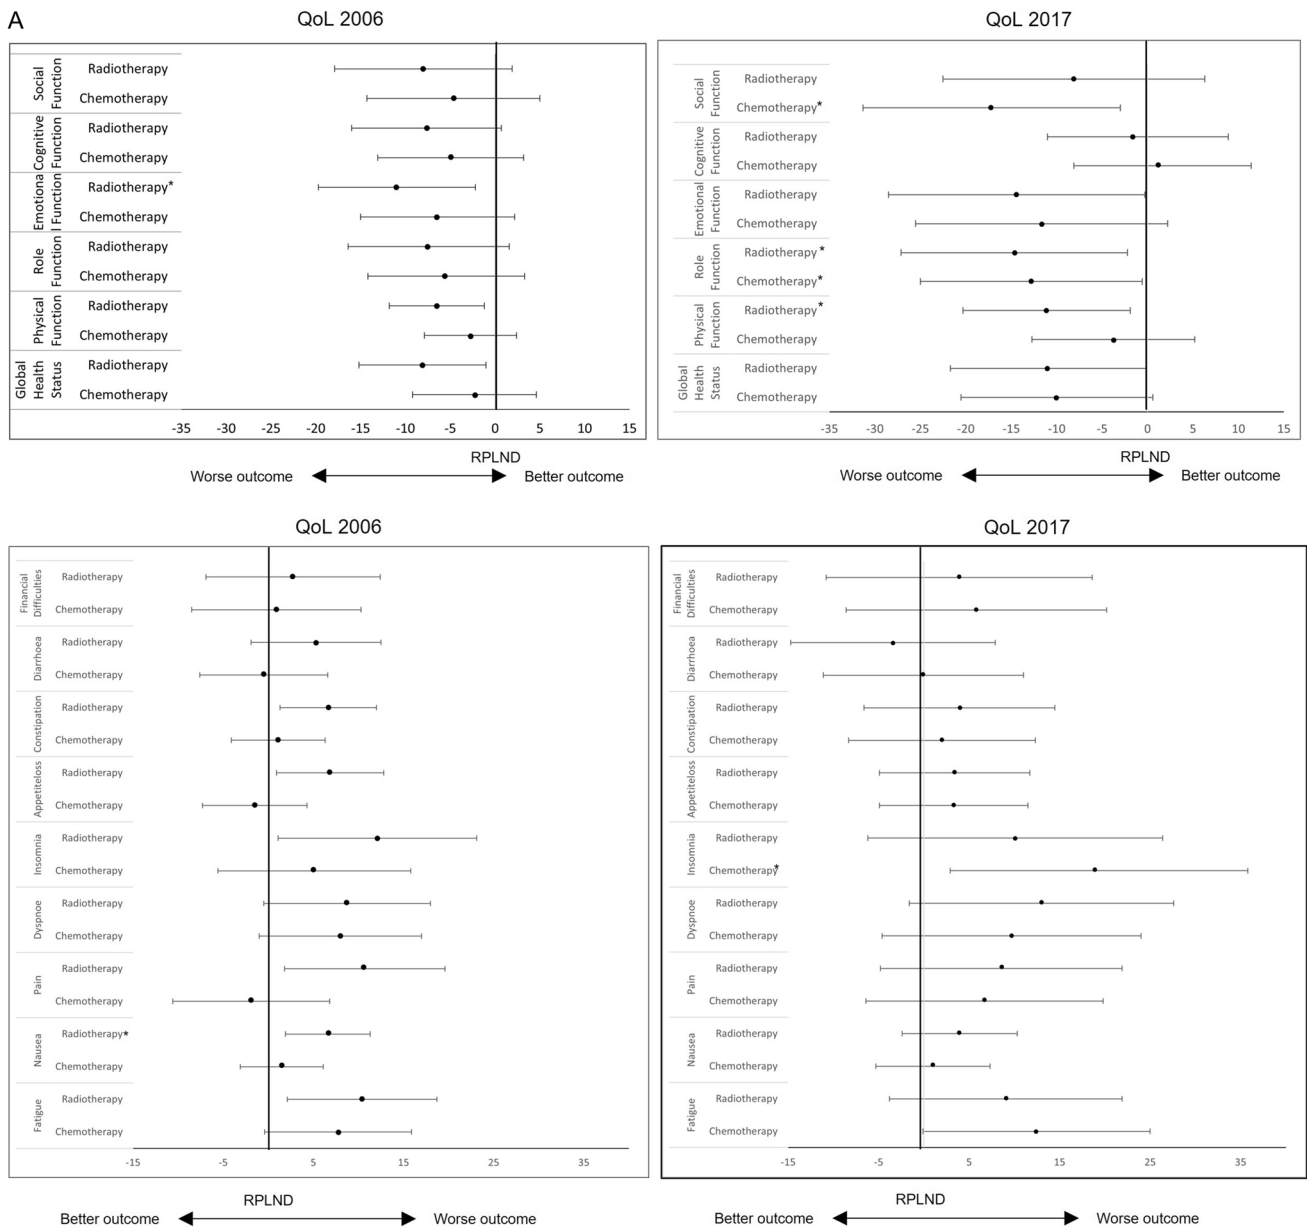 A
QoL 2006
Social
Function
Radiotherapy
Chemotherapy
Cognitive
Function
Radiotherapy
Chemotherapy
Emotiona
l Function
Radiotherapy*
Chemotherapy
Role
Function
Radiotherapy
Chemotherapy
Physical
Function
Radiotherapy
Chemotherapy
Global
Health
Status
Radiotherapy
Chemotherapy
-35 -30 -25 -20 -15 -10 -5 0 5 10 15
RPLND
Worse outcome Better outcome
QoL 2017
Social
Function
Radiotherapy
Chemotherapy*
Cognitive
Function
Radiotherapy
Chemotherapy
Emotional
Function
Radiotherapy
Chemotherapy
Role
Function
Radiotherapy*
Chemotherapy*
Physical
Function
Radiotherapy*
Chemotherapy
Global
Health
Status
Radiotherapy
Chemotherapy
-35 -30 -25 -20 -15 -10 -5 0 5 10 15
RPLND
Worse outcome Better outcome
QoL 2006
Financial
Difficulties
Radiotherapy
Chemotherapy
Diarrhoea
Radiotherapy
Chemotherapy
Constipation
Radiotherapy
Chemotherapy
Appetiteloss
Radiotherapy
Chemotherapy
Insomnia
Radiotherapy
Chemotherapy
Dyspnoe
Radiotherapy
Chemotherapy
Pain
Radiotherapy
Chemotherapy
Nausea
Radiotherapy*
Chemotherapy
Fatigue
Radiotherapy
Chemotherapy
-15 -5 5 15 25 35
RPLND
Better outcome Worse outcome
QoL 2017
Financial
Difficulties
Radiotherapy
Chemotherapy
Diarrhoea
Radiotherapy
Chemotherapy
Constipation
Radiotherapy
Chemotherapy
Appetiteloss
Radiotherapy
Chemotherapy
Insomnia
Radiotherapy
Chemotherapy*
Dyspnoe
Radiotherapy
Chemotherapy
Pain
Radiotherapy
Chemotherapy
Nausea
Radiotherapy
Chemotherapy
Fatigue
Radiotherapy
Chemotherapy
-15 -5 5 15 25 35
RPLND
Better outcome Worse outcome